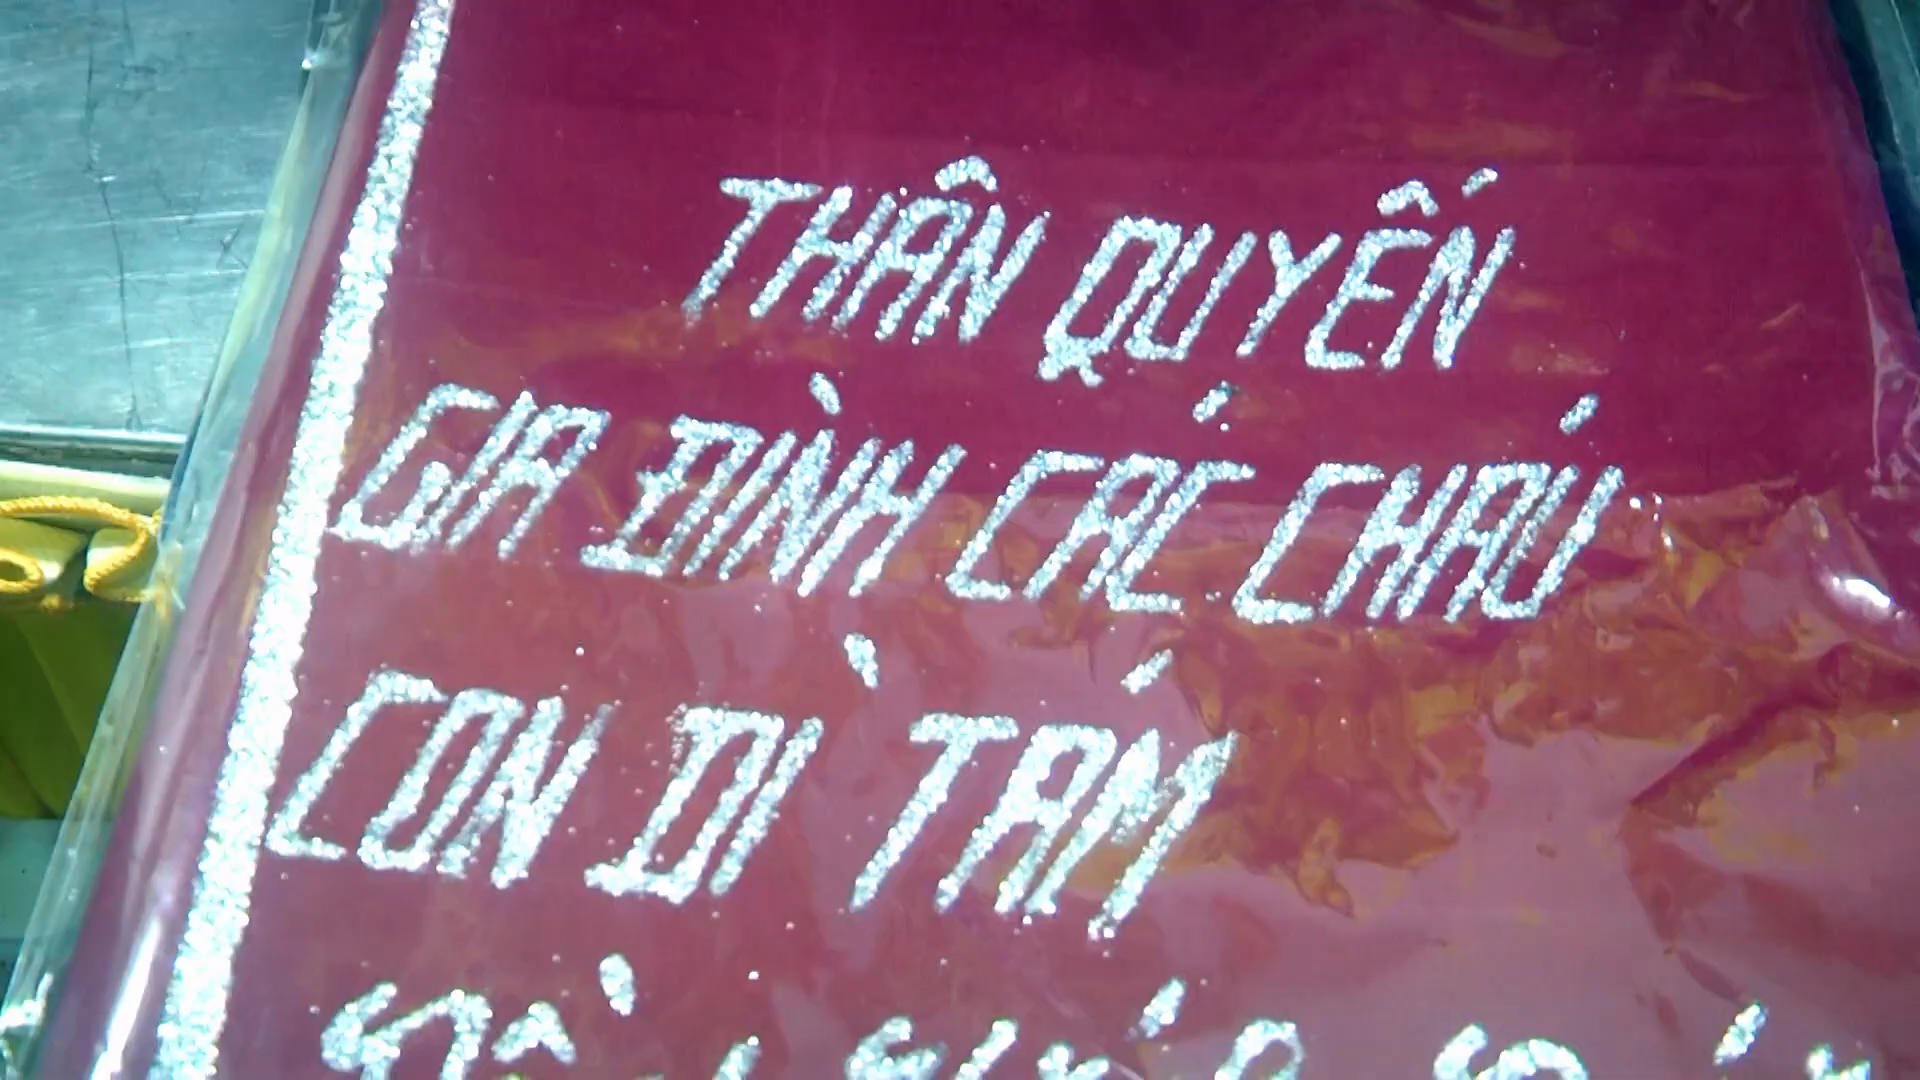 THÂN QUYẾN
GIA ĐÌNH CÁC CHÁU
CON DÌ TÁM